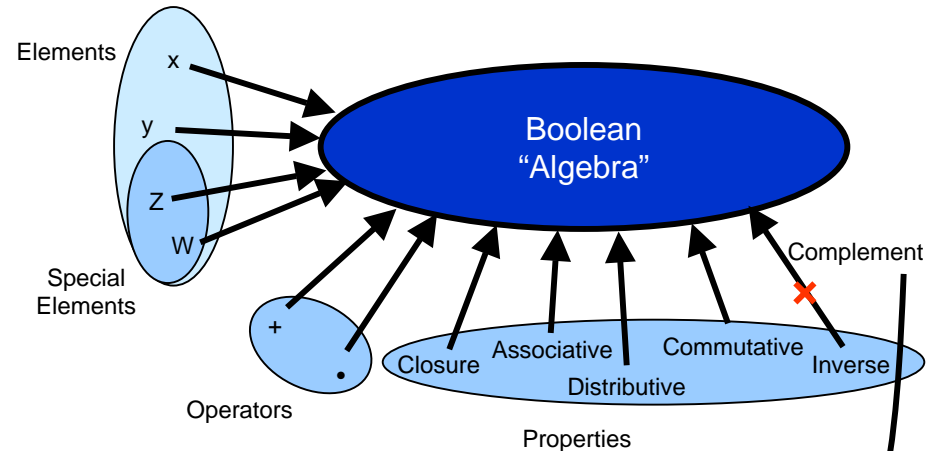 Elements
x
y
Z
W
Special
Elements
Boolean
“Algebra”
Complement
+
•
Operators
Closure
Associative
Distributive
Commutative
Inverse
Properties